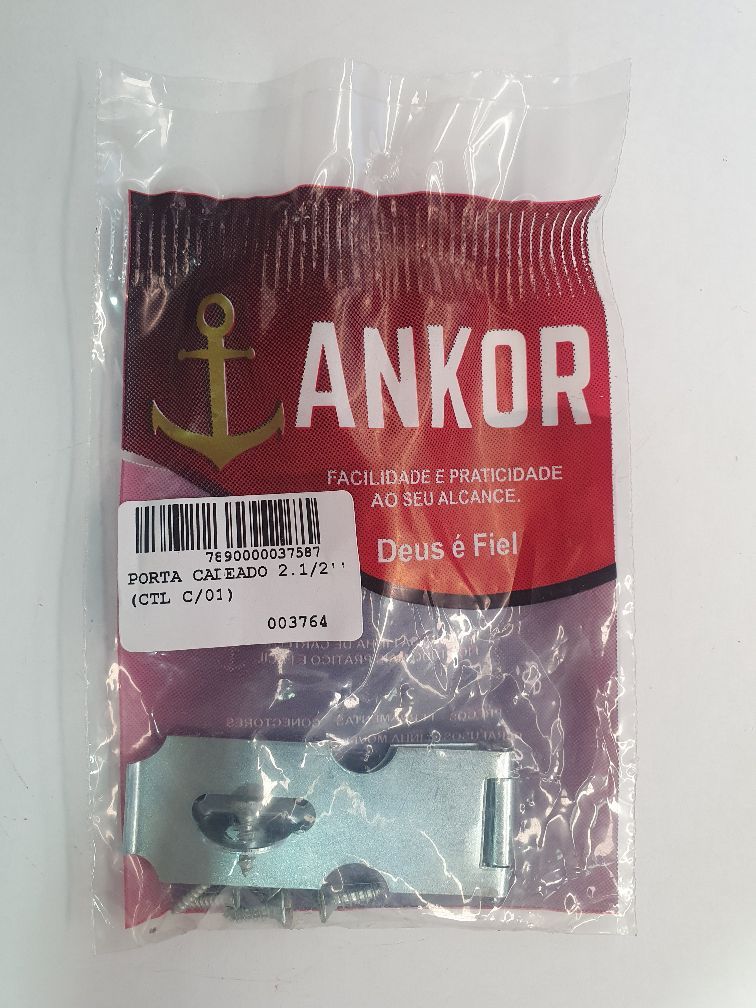 ANKOR
FACILIDADE E PRATICIDADE
AO SEU ALCANCE.
Deus é Fiel
7890000037587
PORTA CADEADO 2.1/2''
(CTL C/01)
003764
CONECTORES